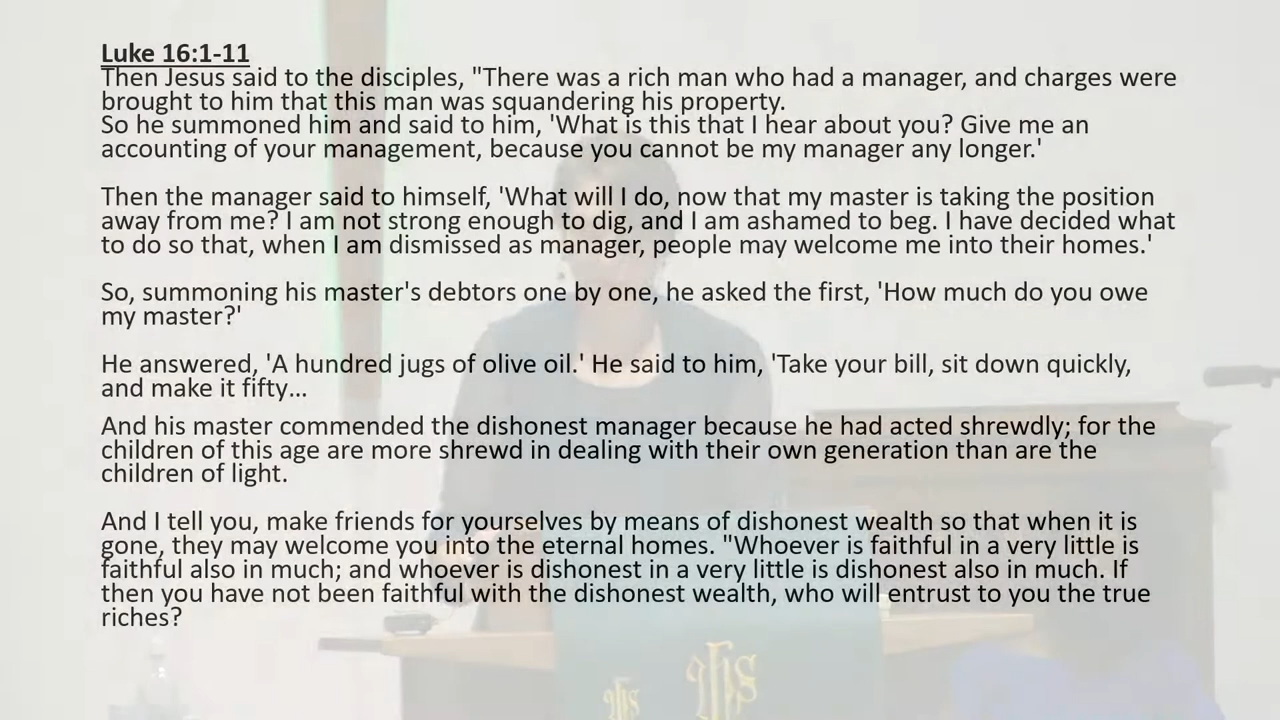 Luke 16:1-11
Then Jesus said to the disciples, "There was a rich man who had a manager, and charges were
brought to him that this man was squandering his property.
So he summoned him and said to him, 'What is this that I hear about you? Give me an
accounting of your management, because you cannot be my manager any longer.'
Then the manager said to himself, 'What will I do, now that my master is taking the position
away from me? I am not strong enough to dig, and I am ashamed to beg. I have decided what
to do so that, when I am dismissed as manager, people may welcome me into their homes.'
So, summoning his master's debtors one by one, he asked the first, 'How much do you owe
my master?'
He answered, 'A hundred jugs of olive oil.' He said to him, 'Take your bill, sit down quickly,
and make it fifty…
And his master commended the dishonest manager because he had acted shrewdly; for the
children of this age are more shrewd in dealing with their own generation than are the
children of light.
And I tell you, make friends for yourselves by means of dishonest wealth so that when it is
gone, they may welcome you into the eternal homes. "Whoever is faithful in a very little is
faithful also in much; and whoever is dishonest in a very little is dishonest also in much. If
then you have not been faithful with the dishonest wealth, who will entrust to you the true
riches?